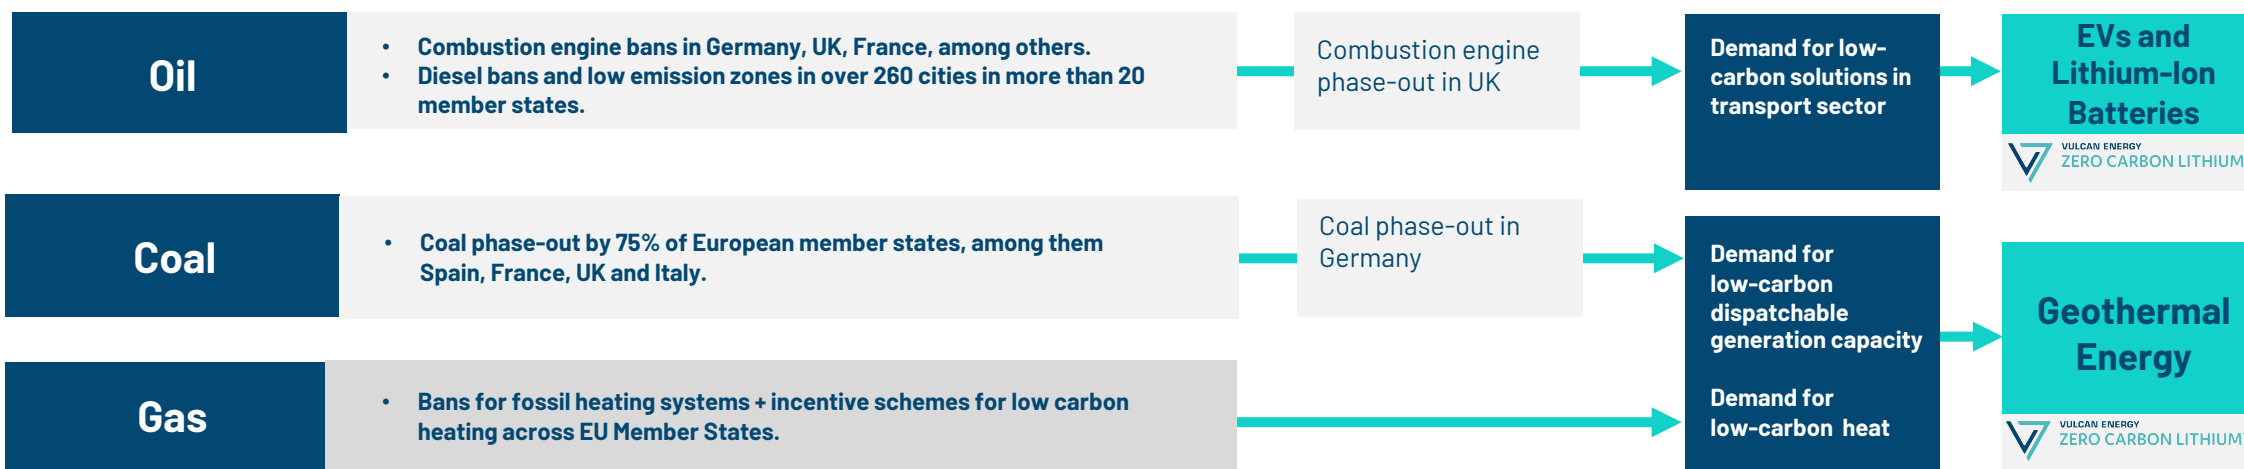 Oil
• Combustion engine bans in Germany, UK, France, among others.
• Diesel bans and low emission zones in over 260 cities in more than 20
member states.
Combustion engine
phase-out in UK
Demand for low-
carbon solutions in
transport sector
EVs and
Lithium-Ion
Batteries
VULCAN ENERGY
ZERO CARBON LITHIUM
Coal
• Coal phase-out by 75% of European member states, among them
Spain, France, UK and Italy.
Coal phase-out in
Germany
Demand for
low-carbon
dispatchable
generation capacity
Gas
• Bans for fossil heating systems + incentive schemes for low carbon
heating across EU Member States.
Demand for
low-carbon heat
Geothermal
Energy
VULCAN ENERGY
ZERO CARBON LITHIUM